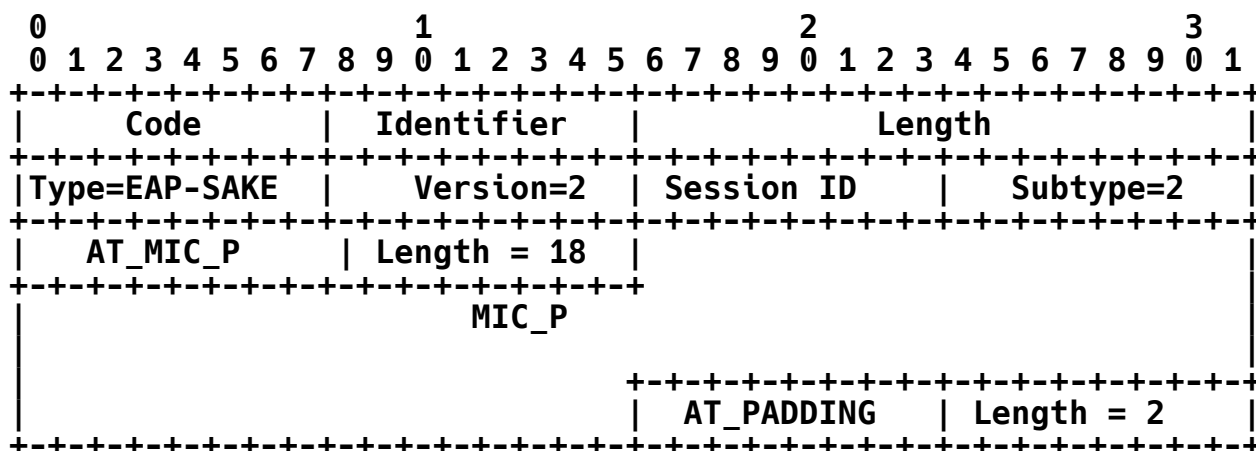 0                   1                   2                   3
 0 1 2 3 4 5 6 7 8 9 0 1 2 3 4 5 6 7 8 9 0 1 2 3 4 5 6 7 8 9 0 1
+-+-+-+-+-+-+-+-+-+-+-+-+-+-+-+-+-+-+-+-+-+-+-+-+-+-+-+-+-+-+-+-+
|     Code      |  Identifier   |            Length             |
+-+-+-+-+-+-+-+-+-+-+-+-+-+-+-+-+-+-+-+-+-+-+-+-+-+-+-+-+-+-+-+-+
|Type=EAP-SAKE  |    Version=2  | Session ID    |   Subtype=2   |
+-+-+-+-+-+-+-+-+-+-+-+-+-+-+-+-+-+-+-+-+-+-+-+-+-+-+-+-+-+-+-+-+
|   AT_MIC_P     | Length = 18  |                               |
+-+-+-+-+-+-+-+-+-+-+-+-+-+-+-+-+                               |
|                       MIC_P                                   |
|                                                               |
|                               +-+-+-+-+-+-+-+-+-+-+-+-+-+-+-+-+
|                               |  AT_PADDING   | Length = 2    |
+-+-+-+-+-+-+-+-+-+-+-+-+-+-+-+-+-+-+-+-+-+-+-+-+-+-+-+-+-+-+-+-+